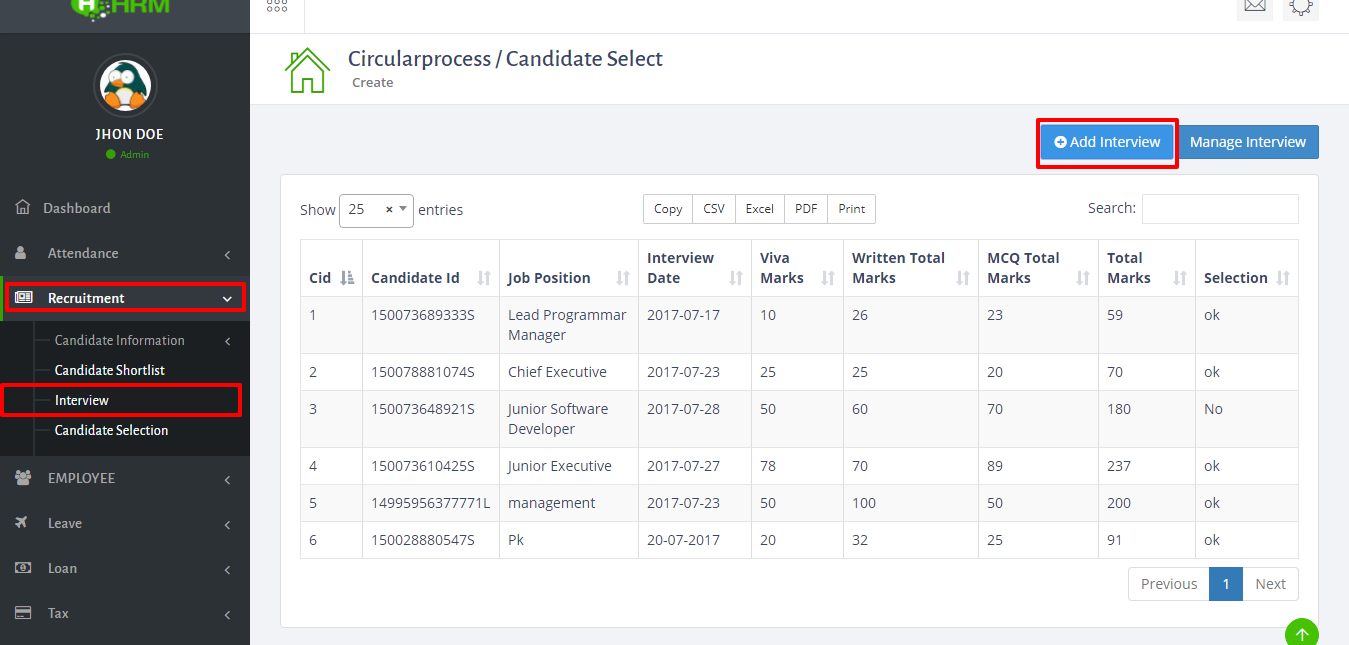 HRM
Circularprocess / Candidate Select
Create
JHON DOE
Admin
Add Interview
Manage Interview
Dashboard
Attendance
Recruitment
Candidate Information
Candidate Shortlist
Interview
Candidate Selection
EMPLOYEE
Leave
Loan
Tax
Show 25 × entries
Copy CSV Excel PDF Print
Search:
Cid Candidate Id Job Position Interview Date Viva Marks Written Total Marks MCQ Total Marks Total Marks Selection
1 150073689333S Lead Programmar Manager 2017-07-17 10 26 23 59 ok
2 150078881074S Chief Executive 2017-07-23 25 25 20 70 ok
3 150073648921S Junior Software Developer 2017-07-28 50 60 70 180 No
4 150073610425S Junior Executive 2017-07-27 78 70 89 237 ok
5 14995956377771L management 2017-07-23 50 100 50 200 ok
6 150028880547S Pk 20-07-2017 20 32 25 91 ok
Previous 1 Next